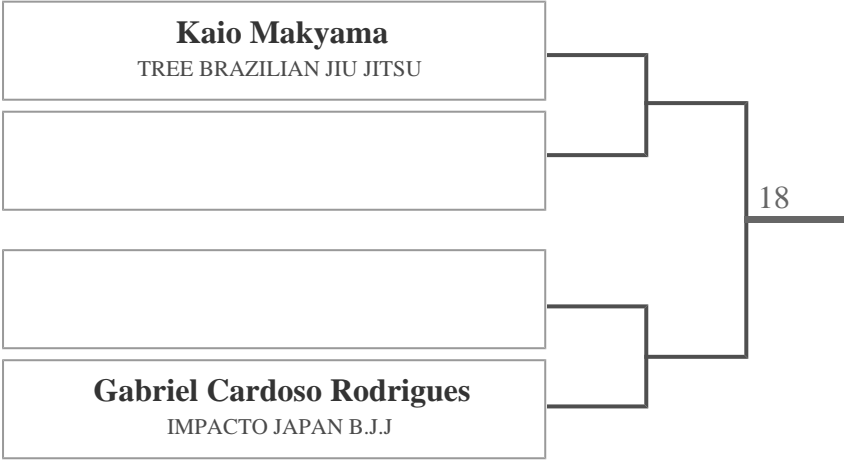 Kaio Makyama
TREE BRAZILIAN JIU JITSU
18
Gabriel Cardoso Rodrigues
IMPACTO JAPAN B.J.J